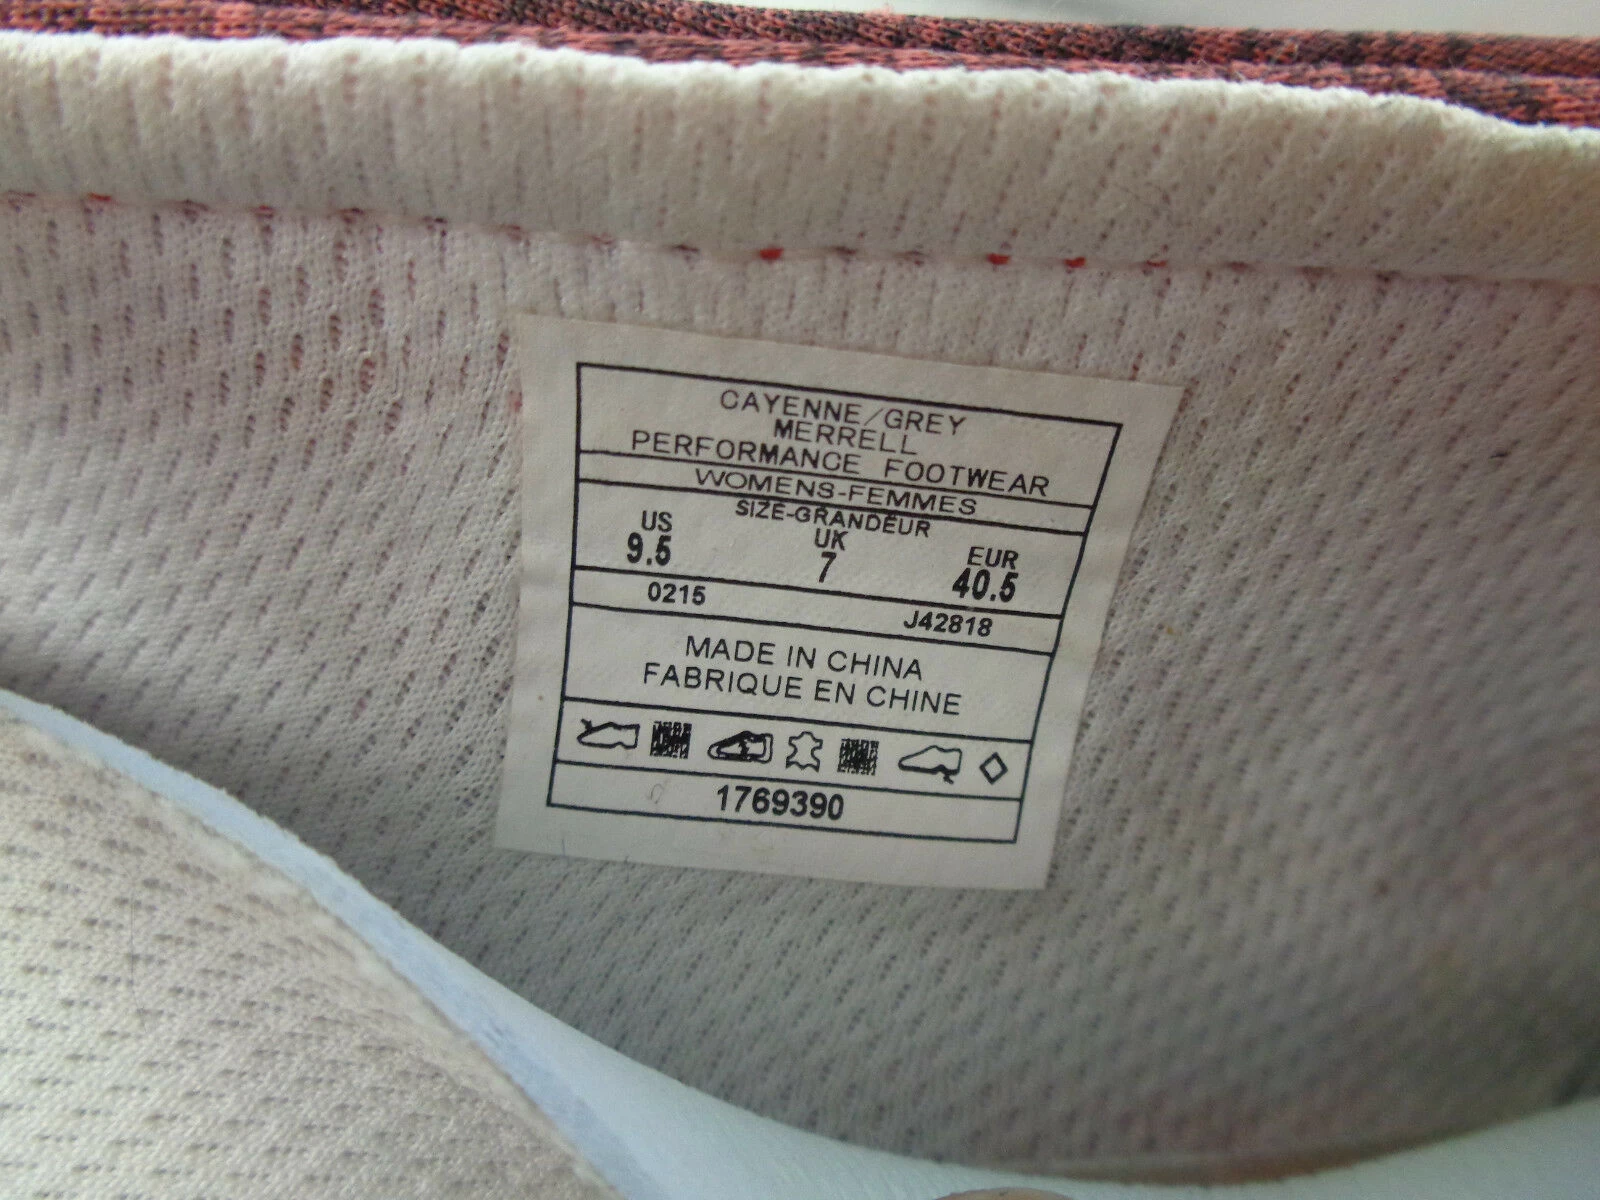 CAYENNE/GREY
MERRELL
PERFORMANCE FOOTWEAR
WOMENS-FEMMES
SIZE-GRANDEUR
US UK EUR
9.5 7 40.5
0215 J42818
MADE IN CHINA
FABRIQUE EN CHINE
1769390